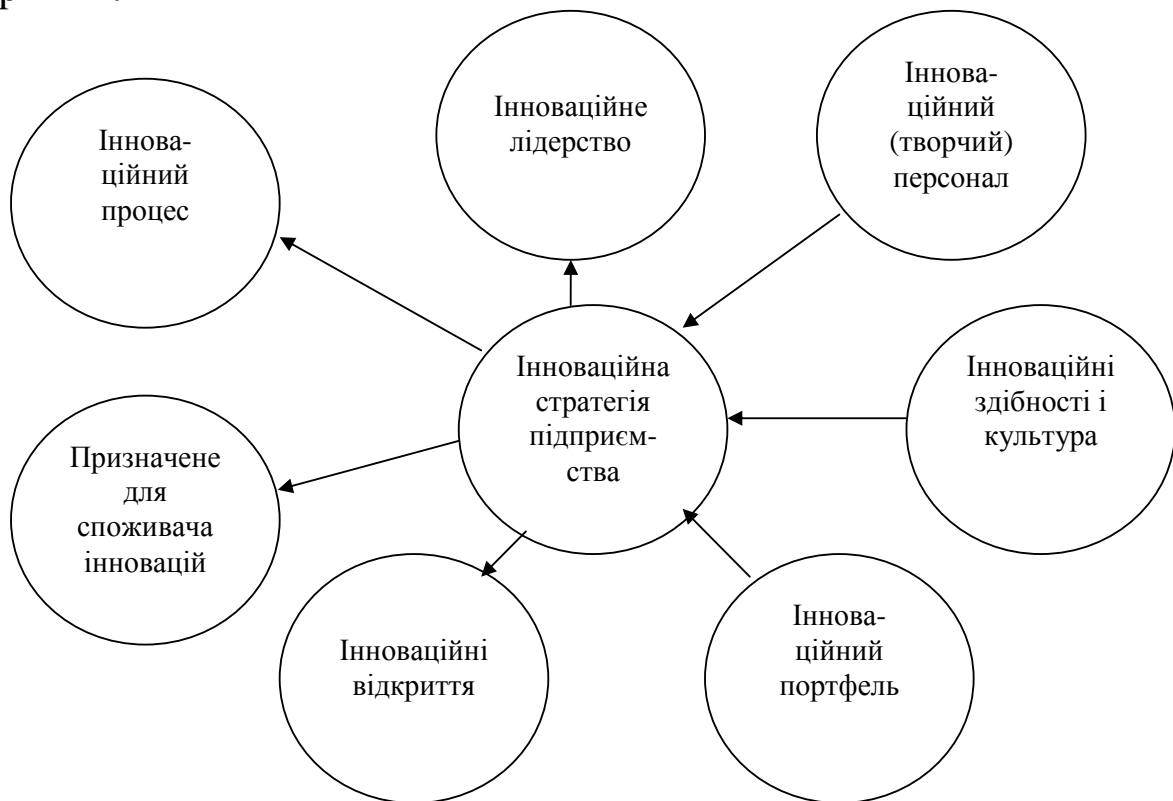 Інноваційне
лідерство
Іннова-
ційний
(творчий)
персонал
Іннова-
ційний
процес
Інноваційна
стратегія
підприєм-
ства
Інноваційні
здібності і
культура
Призначене
для
споживача
інновацій
Інноваційні
відкриття
Іннова-
ційний
портфель